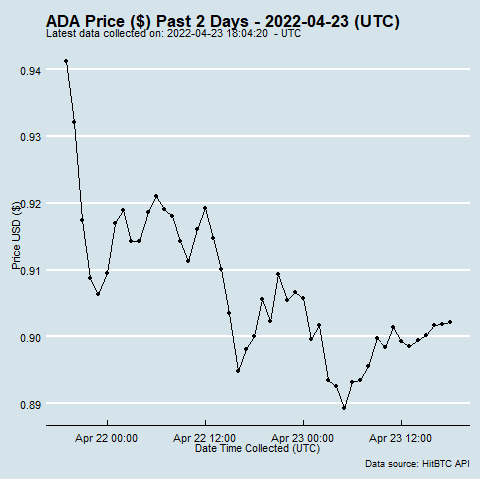 ADA Price ($) Past 2 Days - 2022-04-23 (UTC)
Latest data collected on: 2022-04-23 18:04:20 - UTC
Price USD ($)
0.94
0.93
0.92
0.91
0.90
0.89
Apr 22 00:00 Apr 22 12:00 Apr 23 00:00 Apr 23 12:00
Date Time Collected (UTC)
Data source: HitBTC API